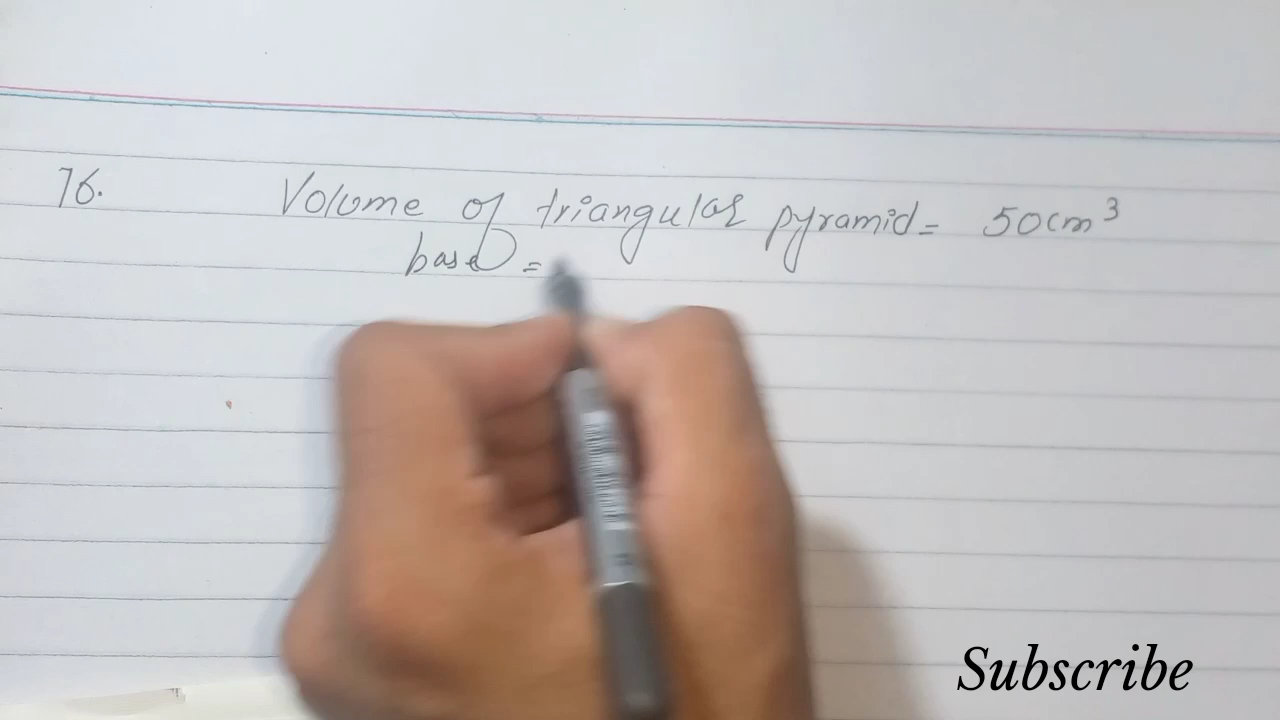 76. Volume of triangular pyramid = 50cm³
base =
Subscribe